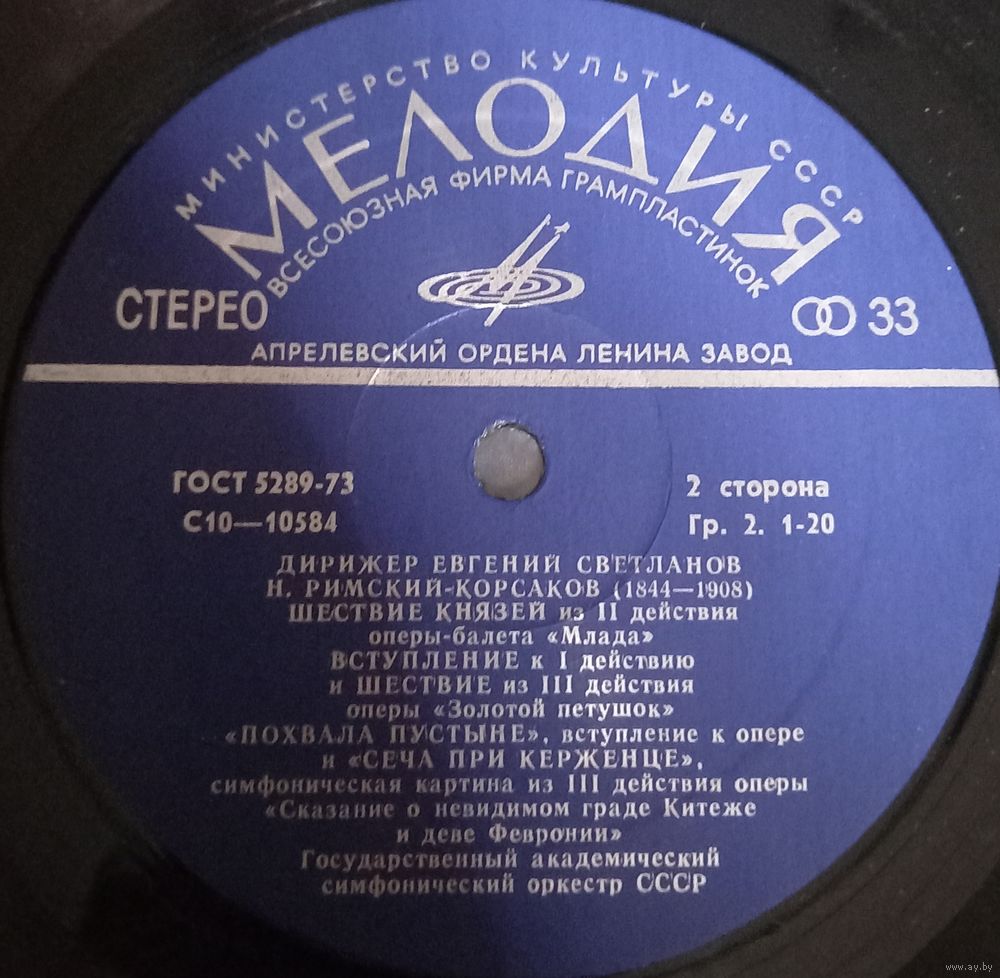 МИНИСТЕРСТВО КУЛЬТУРЫ СССР
МЕЛОДИЯ
ВСЕСОЮЗНАЯ ФИРМА ГРАМПЛАСТИНОК
СТЕРЕО 33
АПРЕЛЕВСКИЙ ОРДЕНА ЛЕНИНА ЗАВОД
ГОСТ 5289-73 2 сторона
С10—10584 Гр. 2. 1-20
ДИРИЖЕР ЕВГЕНИЙ СВЕТЛАНОВ
Н. РИМСКИЙ-КОРСАКОВ (1844—1908)
ШЕСТВИЕ КНЯЗЕЙ из II действия
оперы-балета «Млада»
ВСТУПЛЕНИЕ к I действию
и ШЕСТВИЕ из III действия
оперы «Золотой петушок»
«ПОХВАЛА ПУСТЫНЕ», вступление к опере
и «СЕЧА ПРИ КЕРЖЕНЦЕ»,
симфоническая картина из III действия оперы
«Сказание о невидимом граде Китеже
и деве Февронии»
Государственный академический
симфонический оркестр СССР
www.ay.by